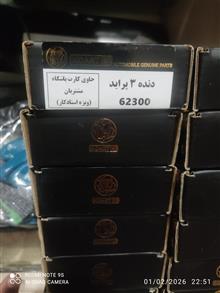 AUTOMOBILE GENUINE PARTS
دنده ۳ پراید
62300
حاوی کارت باشگاه
مشتریان
(ویژه استادکار)
REDMI NOTE 9S
AI QUAD CAMERA
01/02/2026 22:51